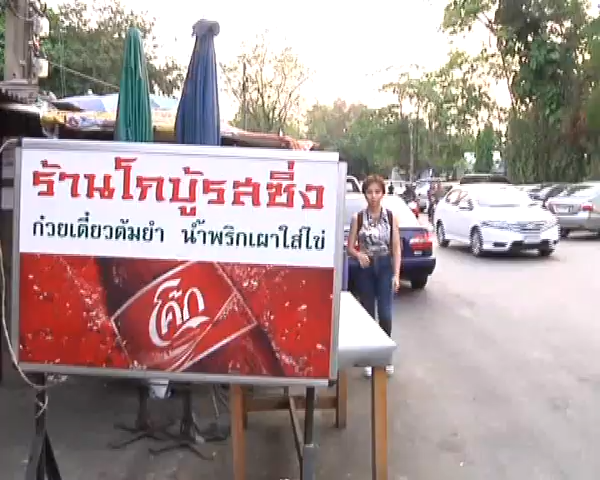 ร้านโกบู๊รสซิ่ง
ก๋วยเตี๋ยวต้มยำ น้ำพริกเผาใส่ไข่
โค้ก